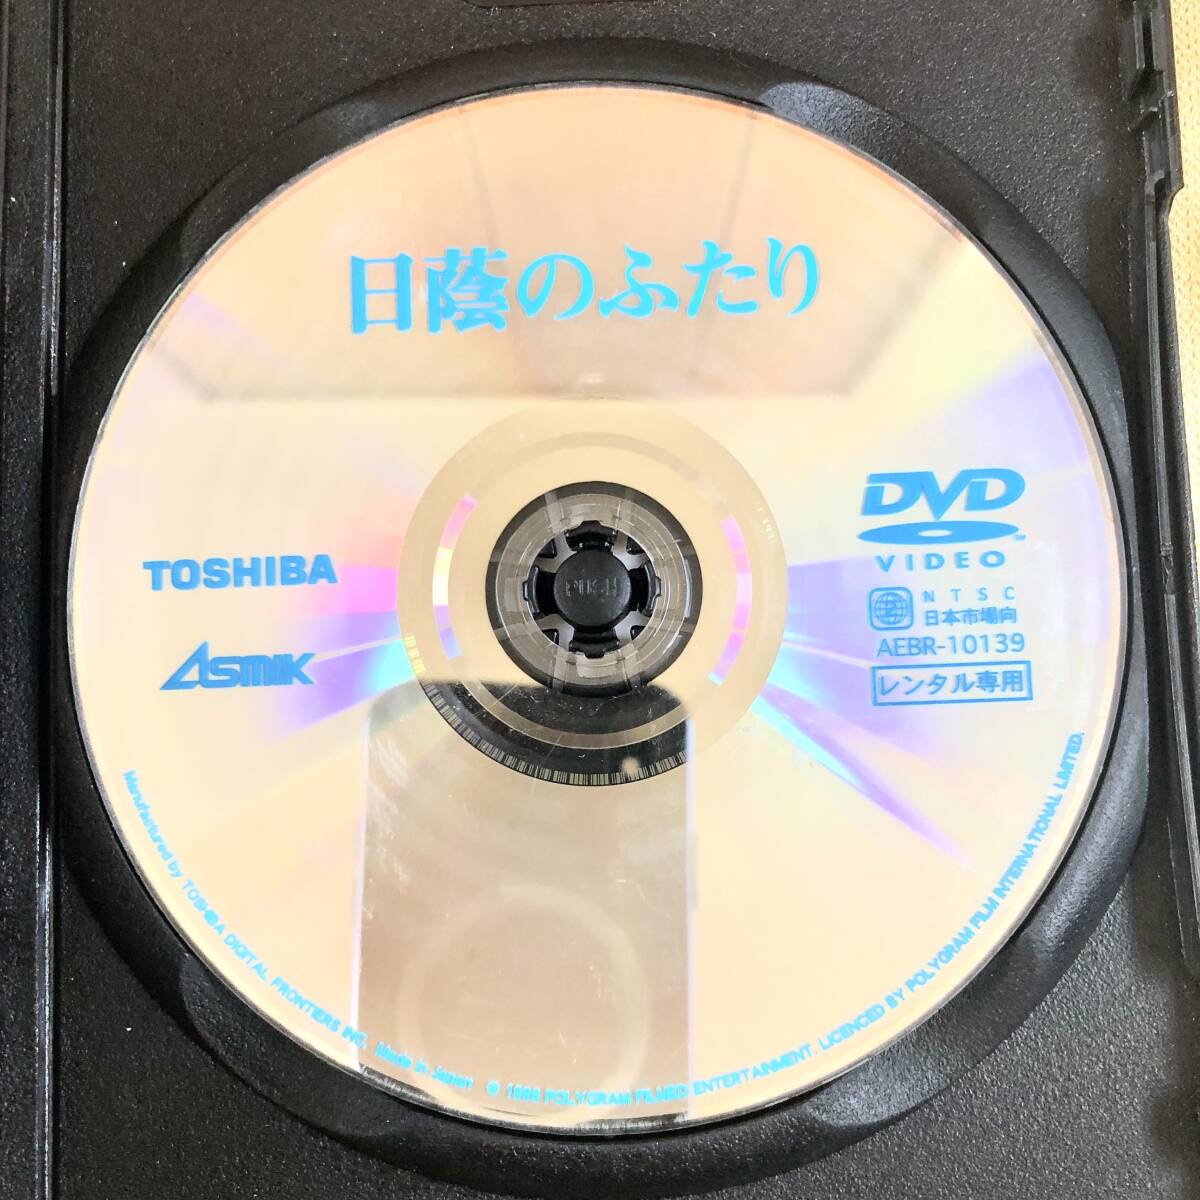 日蔭のふたり
DVD
VIDEO
TOSHIBA
ASMIK
NTSC
日本市場向
AEBR-10139
レンタル専用
PUSH
Manufactured by TOSHIBA DIGITAL FRONTIERS INC. Made in Japan © 1998 POLYGRAM FILMED ENTERTAINMENT. LICENCED BY POLYGRAM FILM INTERNATIONAL LIMITED.